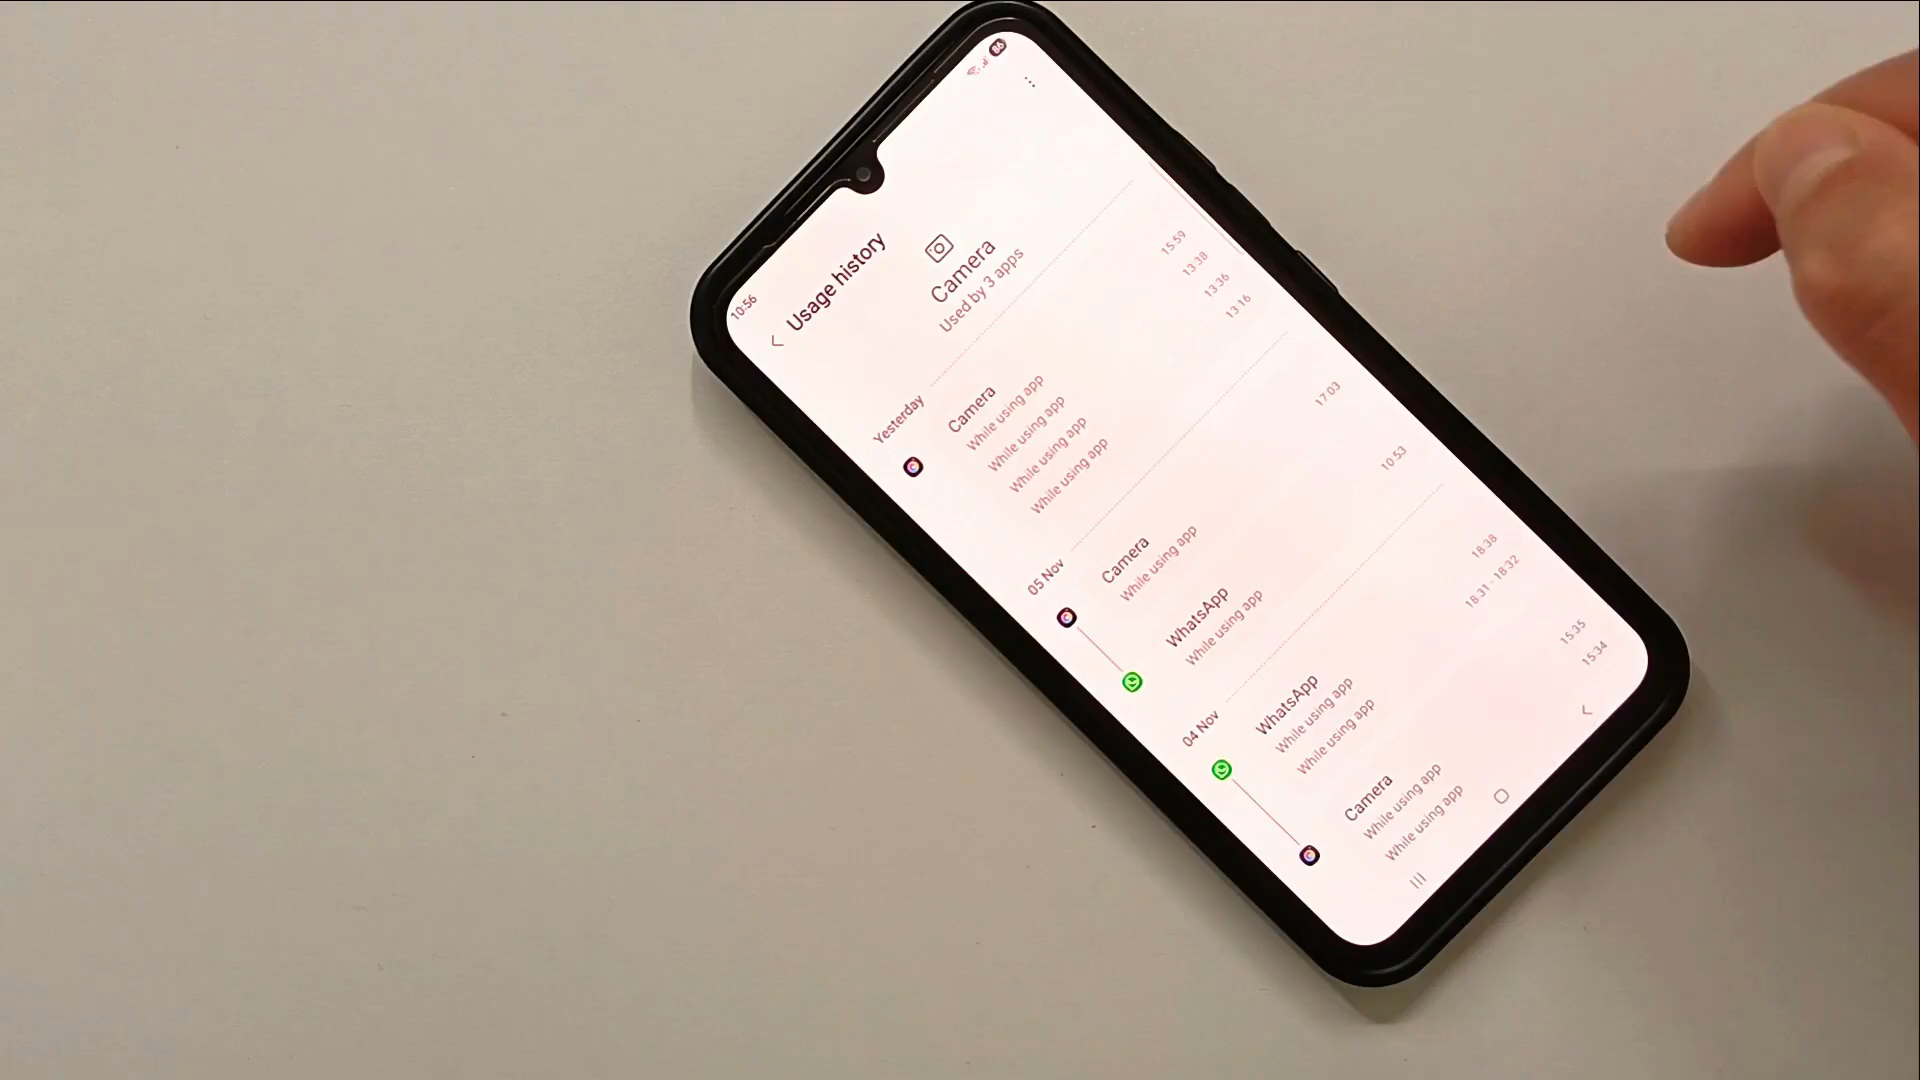 10:56
86
Usage history
Camera
Used by 3 apps
Yesterday
Camera
While using app 15:59
While using app 13:38
While using app 13:36
While using app 13:16
05 Nov
Camera
While using app 17:03
WhatsApp
While using app 10:53
04 Nov
WhatsApp
While using app 18:38
While using app 18:31 - 18:32
Camera
While using app 15:35
While using app 15:34